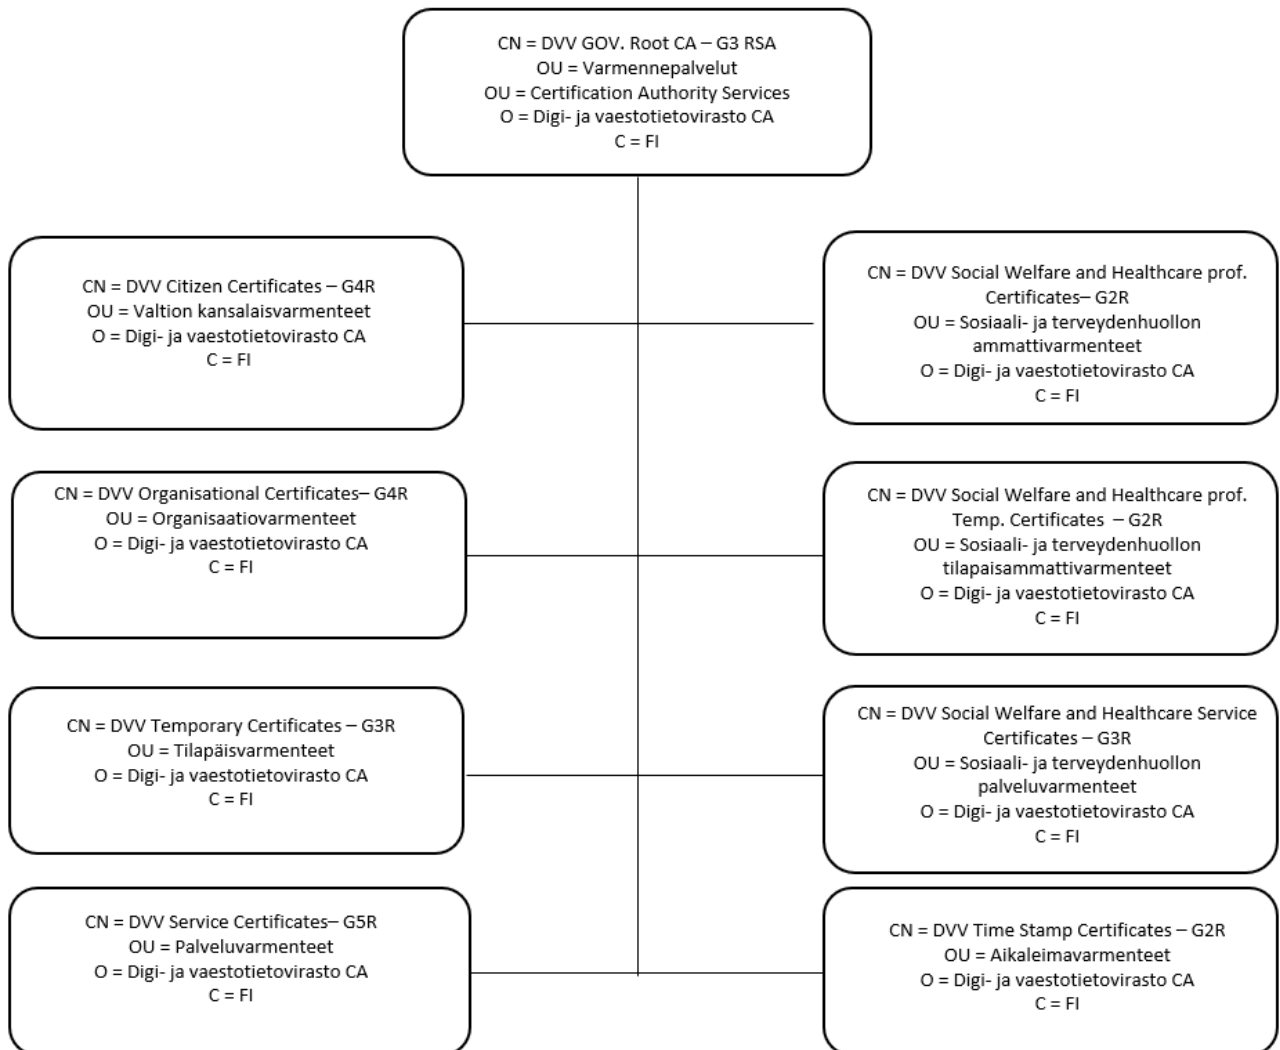 CN = DVV GOV. Root CA – G3 RSA
OU = Varmennepalvelut
OU = Certification Authority Services
O = Digi- ja vaestotietovirasto CA
C = FI
CN = DVV Citizen Certificates – G4R
OU = Valtion kansalaisvarmenteet
O = Digi- ja vaestotietovirasto CA
C = FI
CN = DVV Social Welfare and Healthcare prof.
Certificates– G2R
OU = Sosiaali- ja terveydenhuollon
ammattivarmenteet
O = Digi- ja vaestotietovirasto CA
C = FI
CN = DVV Organisational Certificates– G4R
OU = Organisaatiovarmenteet
O = Digi- ja vaestotietovirasto CA
C = FI
CN = DVV Social Welfare and Healthcare prof.
Temp. Certificates – G2R
OU = Sosiaali- ja terveydenhuollon
tilapaisammattivarmenteet
O = Digi- ja vaestotietovirasto CA
C = FI
CN = DVV Temporary Certificates – G3R
OU = Tilapäisvarmenteet
O = Digi- ja vaestotietovirasto CA
C = FI
CN = DVV Social Welfare and Healthcare Service
Certificates – G3R
OU = Sosiaali- ja terveydenhuollon
palveluvarmenteet
O = Digi- ja vaestotietovirasto CA
C = FI
CN = DVV Service Certificates– G5R
OU = Palveluvarmenteet
O = Digi- ja vaestotietovirasto CA
C = FI
CN = DVV Time Stamp Certificates – G2R
OU = Aikaleimavarmenteet
O = Digi- ja vaestotietovirasto CA
C = FI